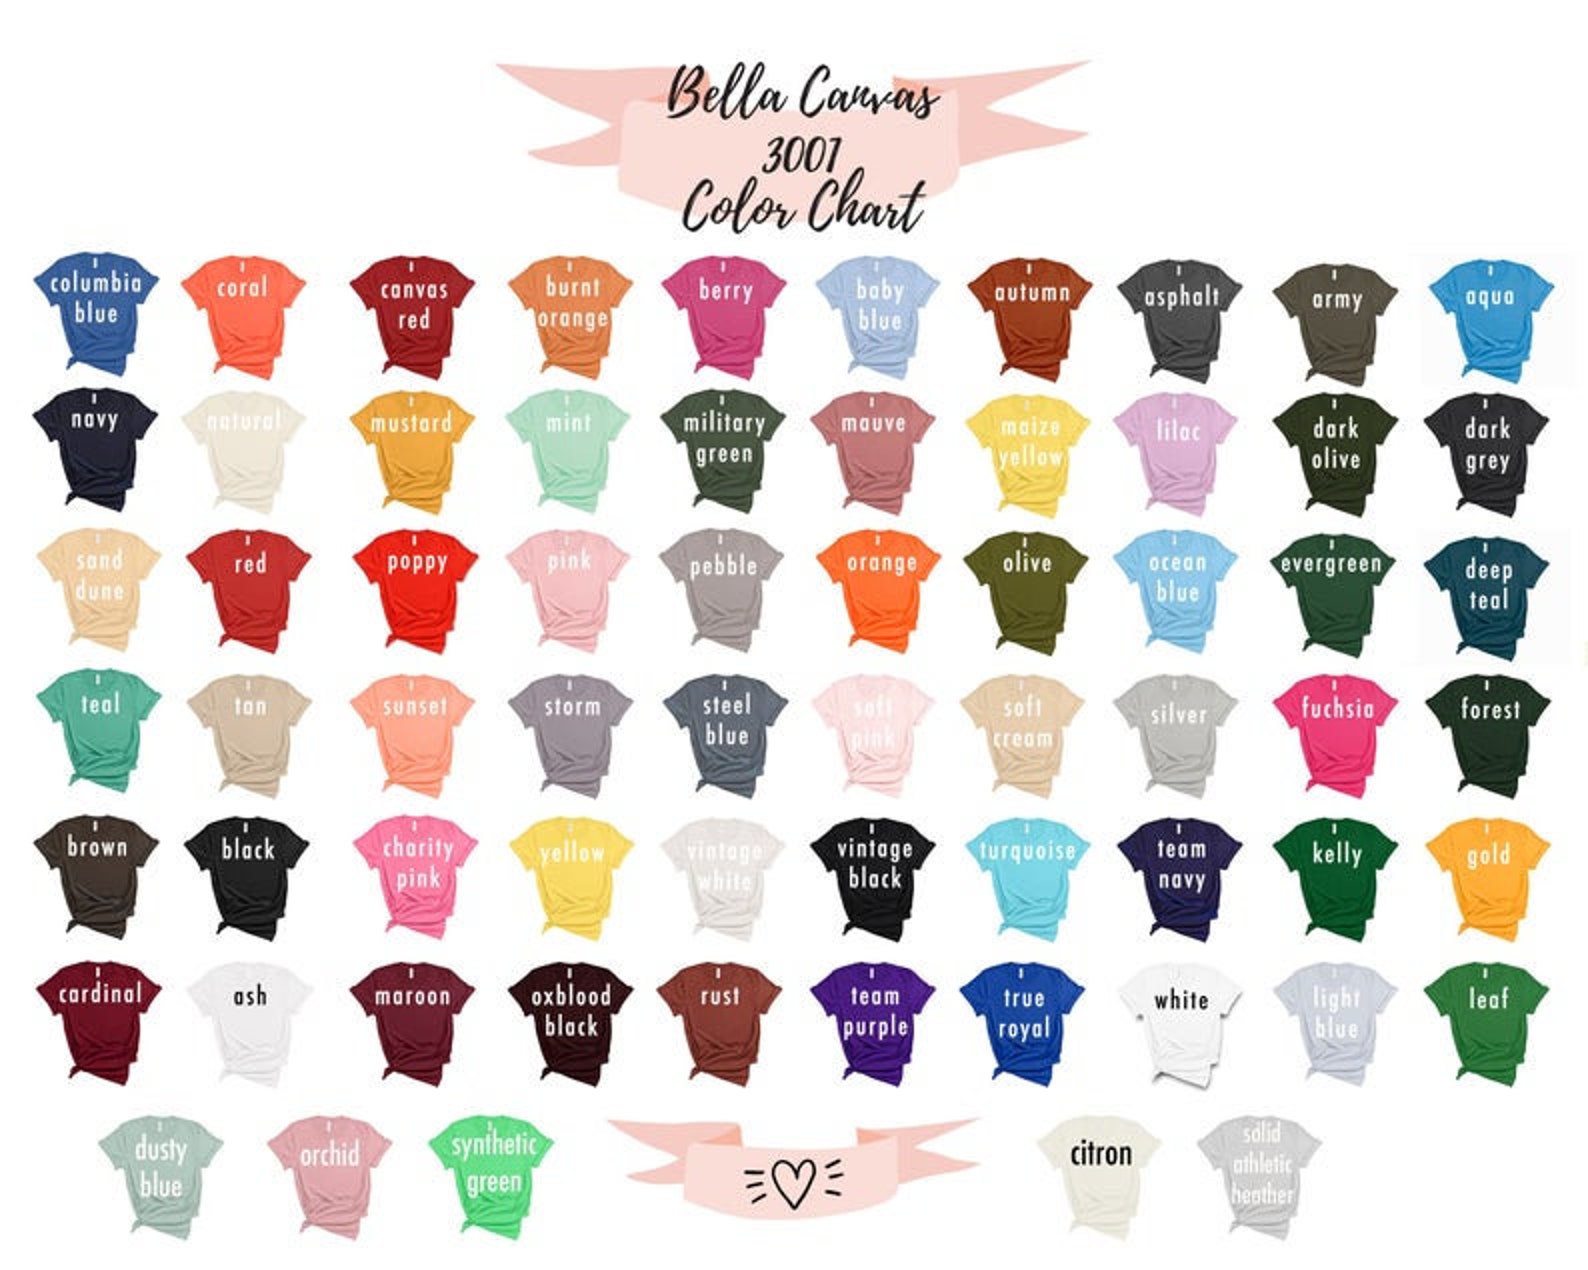 Bella Canvas
3001
Color Chart
columbia
blue
coral
canvas
red
burnt
orange
berry
baby
blue
autumn
asphalt
army
aqua
navy
natural
mustard
mint
military
green
mauve
maize
yellow
lilac
dark
olive
dark
grey
sand
dune
red
poppy
pink
pebble
orange
olive
ocean
blue
evergreen
deep
teal
teal
tan
sunset
storm
steel
blue
soft
pink
soft
cream
silver
fuchsia
forest
brown
black
charity
pink
yellow
vintage
white
vintage
black
turquoise
team
navy
kelly
gold
cardinal
ash
maroon
oxblood
black
rust
team
purple
true
royal
white
light
blue
leaf
dusty
blue
orchid
synthetic
green
citron
solid
athletic
heather